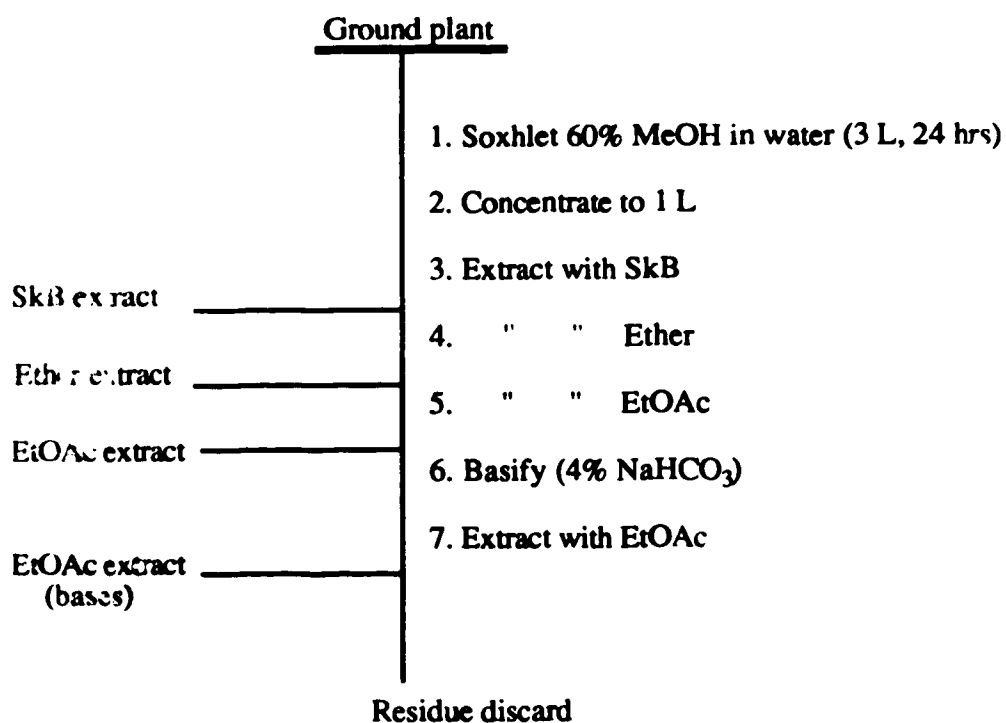 Ground plant
1. Soxhlet 60% MeOH in water (3 L, 24 hrs)
2. Concentrate to 1 L
3. Extract with SkB
SkB extract
4. " " Ether
Ether extract
5. " " EtOAc
EtOAc extract
6. Basify (4% NaHCO₃)
7. Extract with EtOAc
EtOAc extract
(bases)
Residue discard